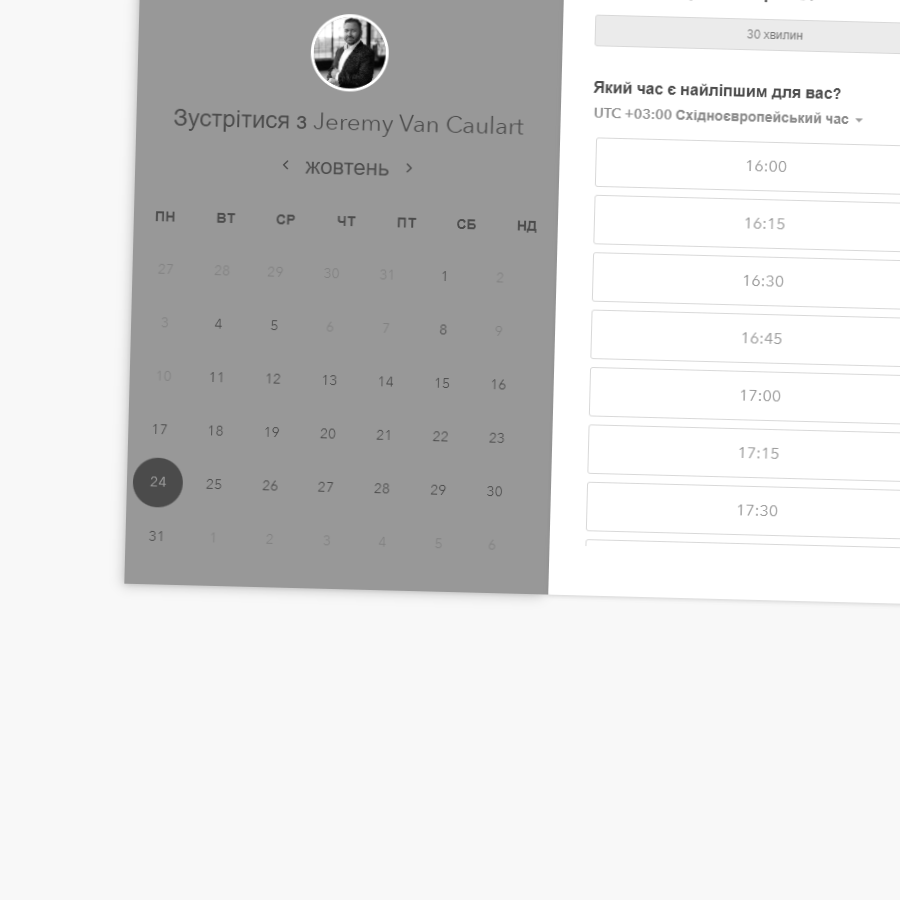 Зустрітися з Jeremy Van Caulart
жовтень
ПН ВТ СР ЧТ ПТ СБ НД
27 28 29 30 31 1 2
3 4 5 6 7 8 9
10 11 12 13 14 15 16
17 18 19 20 21 22 23
24 25 26 27 28 29 30
31 1 2 3 4 5 6
30 хвилин
Який час є найліпшим для вас?
UTC +03:00 Східноєвропейський час
16:00
16:15
16:30
16:45
17:00
17:15
17:30